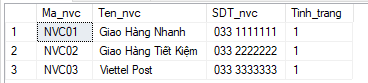 Ma_nvc Ten_nvc SDT_nvc Tinh_trang
1 NVC01 Giao Hàng Nhanh 033 1111111 1
2 NVC02 Giao Hàng Tiết Kiệm 033 2222222 1
3 NVC03 Viettel Post 033 3333333 1